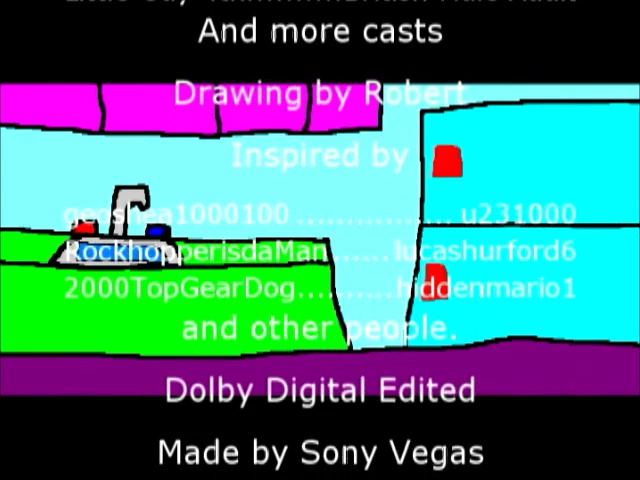 And more casts
Drawing by Robert
Inspired by
geoshea1000100 ................ u231000
RockhopperisdaMan.......lucashurford6
2000TopGearDog..........hiddenmario1
and other people.
Dolby Digital Edited
Made by Sony Vegas